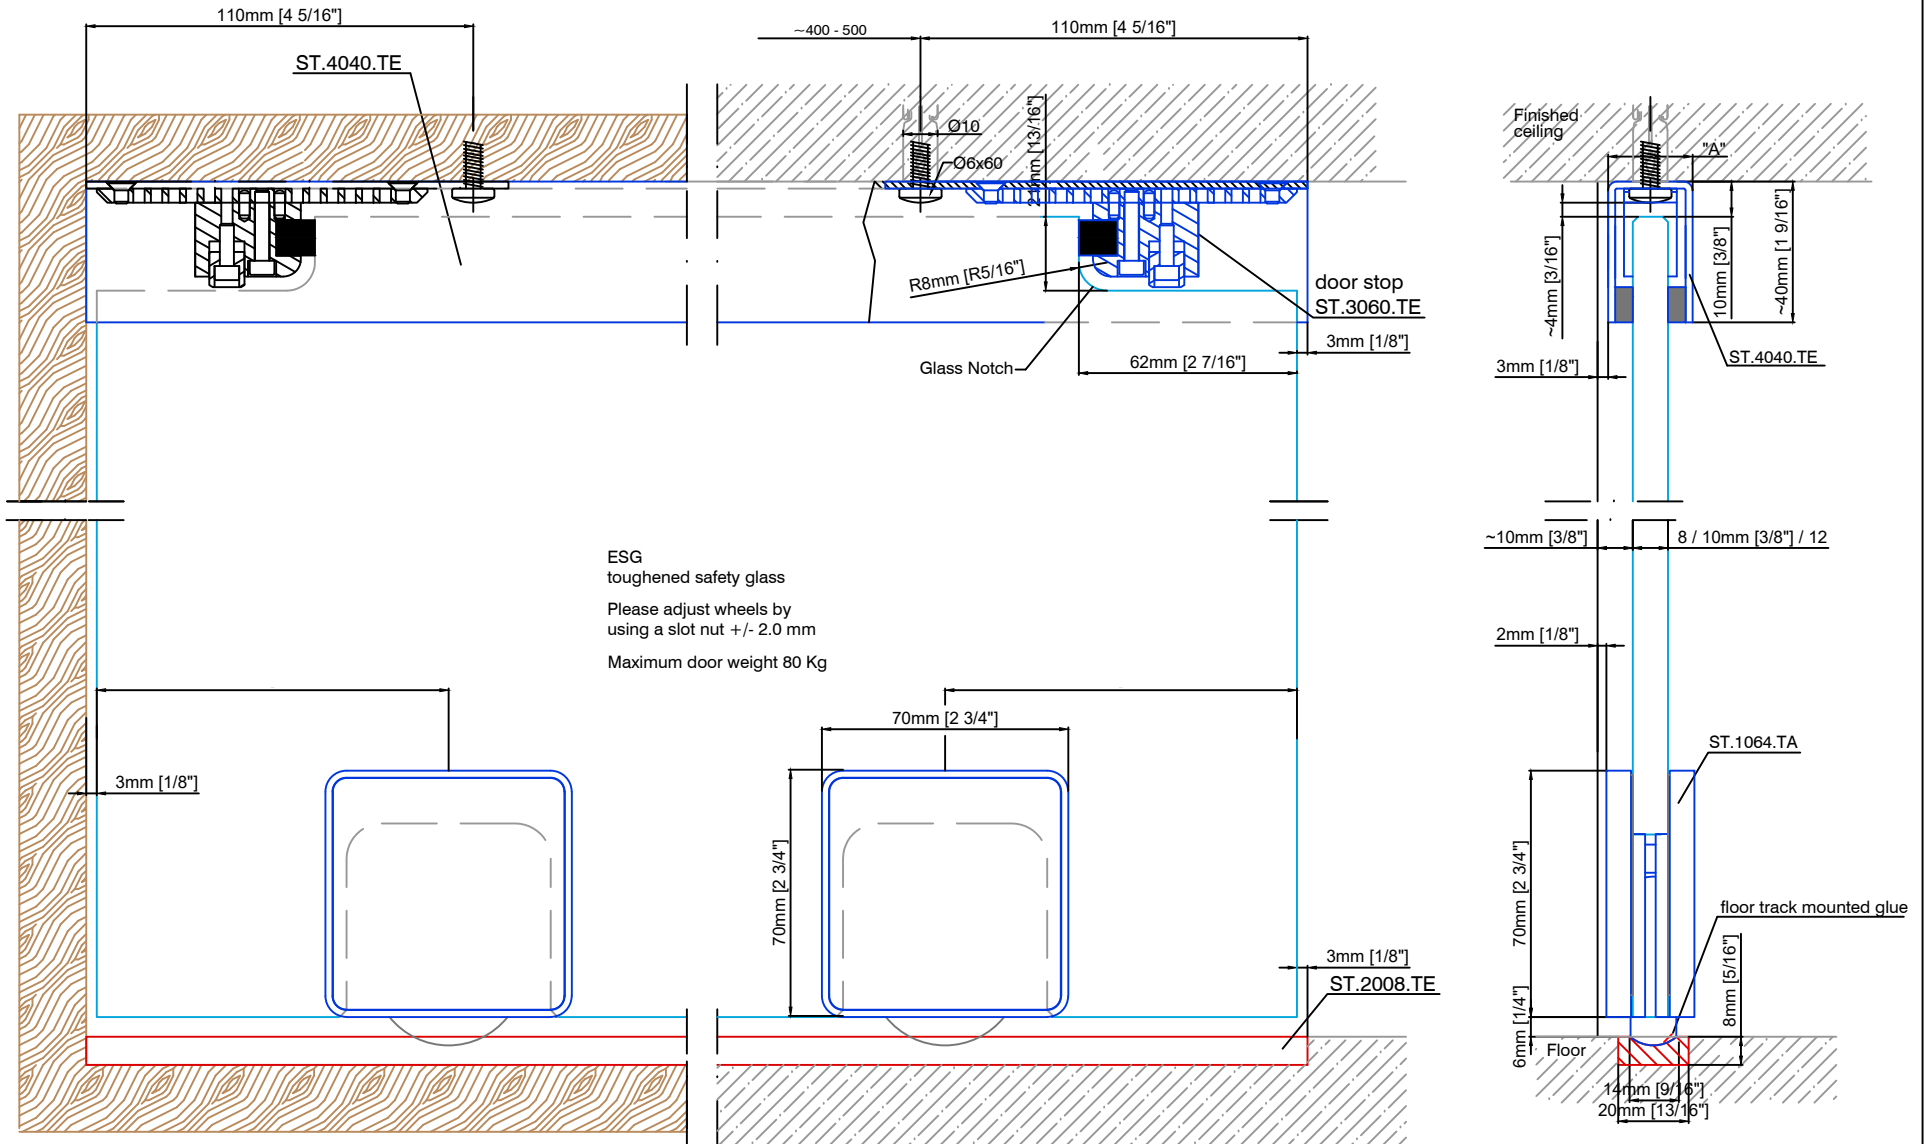 110mm [4 5/16"]
~400 - 500
110mm [4 5/16"]
ST.4040.TE
Ø10
Ø6x60
21mm [13/16"]
R8mm [R5/16"]
door stop
ST.3060.TE
Glass Notch
3mm [1/8"]
62mm [2 7/16"]
Finished
ceiling
"A"
~4mm [3/16"]
10mm [3/8"]
~40mm [1 9/16"]
ST.4040.TE
3mm [1/8"]
~10mm [3/8"]
8 / 10mm [3/8"] / 12
ESG
toughened safety glass
Please adjust wheels by
using a slot nut +/- 2.0 mm
Maximum door weight 80 Kg
2mm [1/8"]
70mm [2 3/4"]
3mm [1/8"]
70mm [2 3/4"]
ST.1064.TA
70mm [2 3/4"]
floor track mounted glue
3mm [1/8"]
ST.2008.TE
8mm [5/16"]
6mm [1/4"]
Floor
14mm [9/16"]
20mm [13/16"]